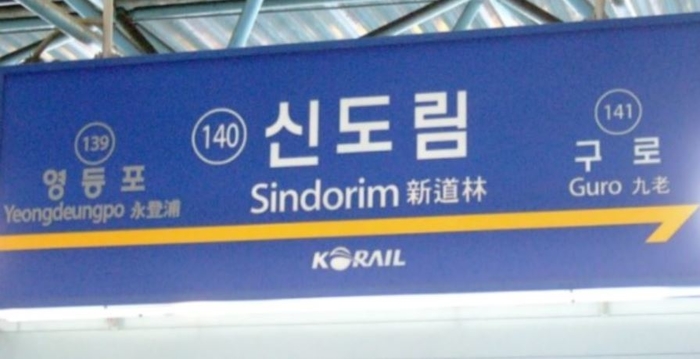 139
영등포
Yeongdeungpo 永登浦
140 신도림
Sindorim 新道林
141
구로
Guro 九老
KORAIL